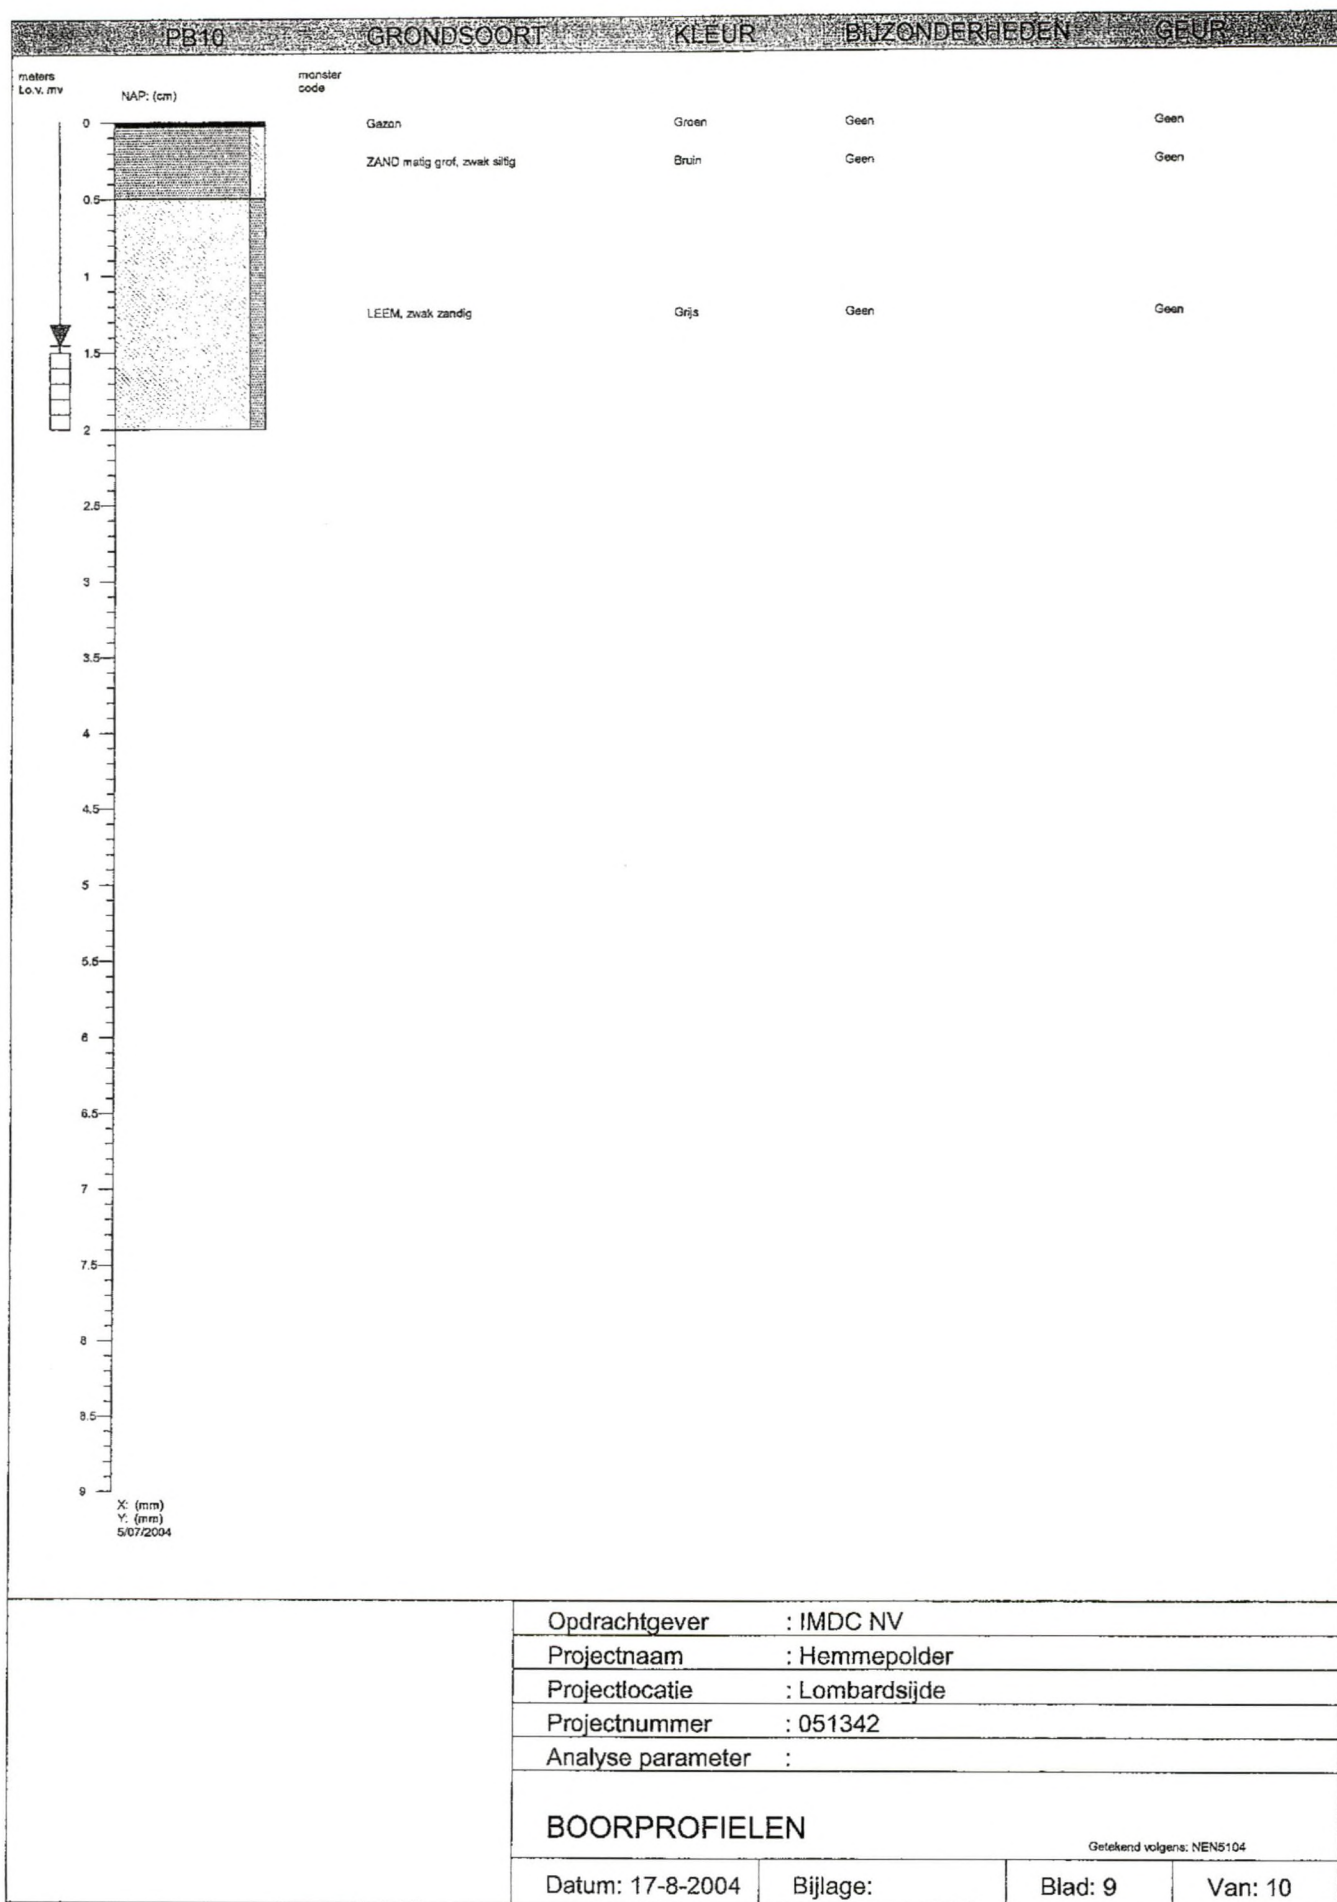 PB10 GRONDSOORT KLEUR BIJZONDERHEDEN GEUR
meters
t.o.v. mv
NAP: (cm)
monster
code
0
Gazon Groen Geen Geen
ZAND matig grof, zwak siltig Bruin Geen Geen
0.5
1
LEEM, zwak zandig Grijs Geen Geen
1.5
2
2.5
3
3.5
4
4.5
5
5.5
6
6.5
7
7.5
8
8.5
9
X: (mm)
Y: (mm)
5/07/2004
Opdrachtgever : IMDC NV
Projectnaam : Hemmepolder
Projectlocatie : Lombardsijde
Projectnummer : 051342
Analyse parameter :
BOORPROFIELEN
Getekend volgens: NEN5104
Datum: 17-8-2004 Bijlage: Blad: 9 Van: 10